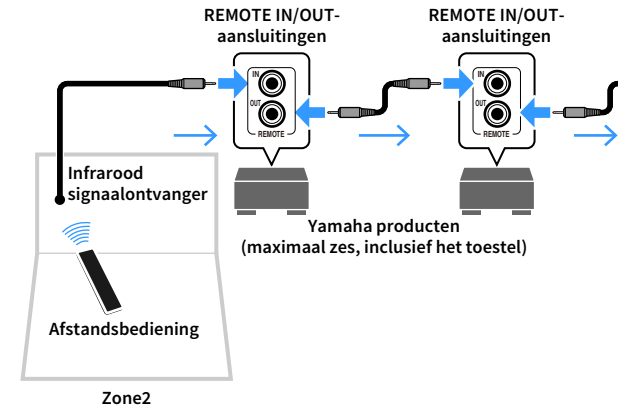 REMOTE IN/OUT-
aansluitingen
REMOTE IN/OUT-
aansluitingen
IN
OUT
REMOTE
IN
OUT
REMOTE
Infrarood
signaalontvanger
Yamaha producten
(maximaal zes, inclusief het toestel)
Afstandsbediening
Zone2